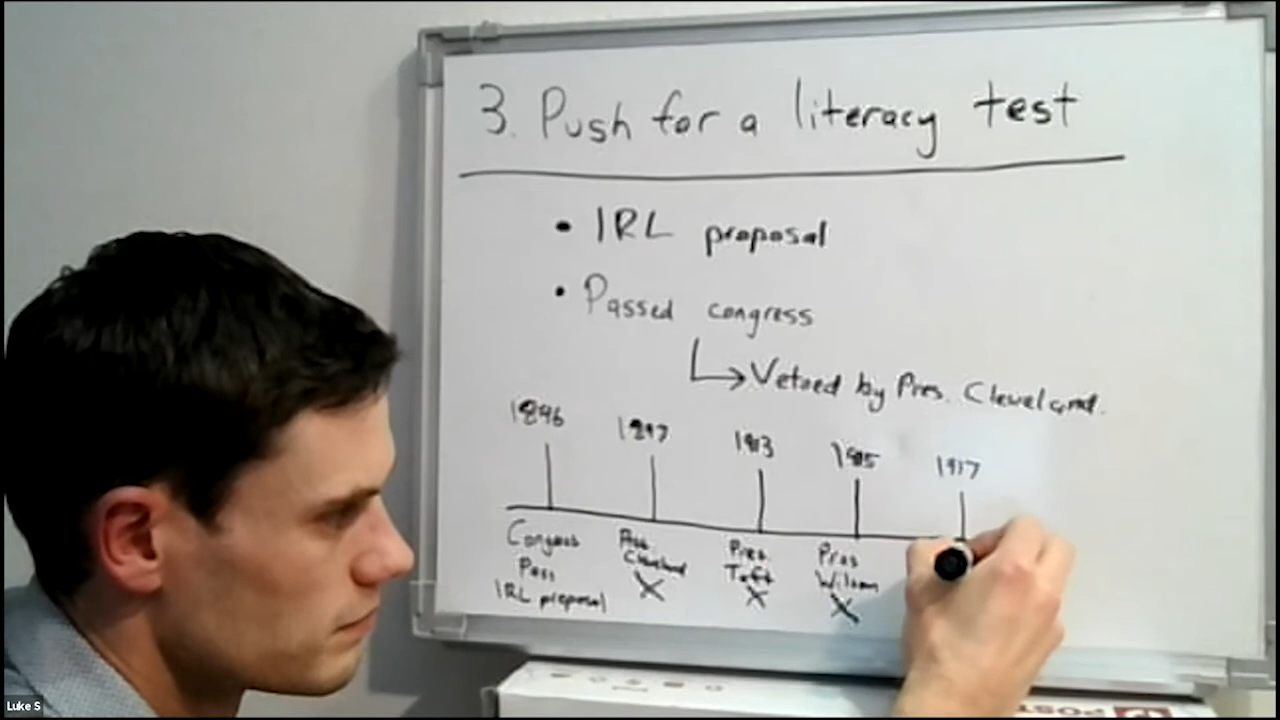 3. Push for a literacy test
• IRL proposal
• Passed congress
Vetoed by Pres. Cleveland.
1896 1897 1913 1915 1917
Congress Pass IRL proposal
Pres. Cleveland X
Pres. Taft X
Pres Wilson X
Luke S
POST